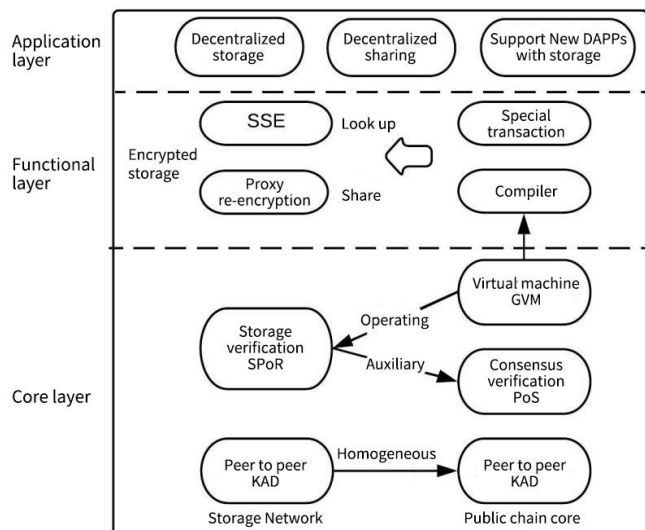 Application
layer
Decentralized
storage
Decentralized
sharing
Support New DAPPs
with storage
Functional
layer
Encrypted
storage
SSE
Look up
Proxy
re-encryption
Share
Special
transaction
Compiler
Core layer
Virtual machine
GVM
Operating
Storage
verification
SPoR
Auxiliary
Consensus
verification
PoS
Peer to peer
KAD
Homogeneous
Peer to peer
KAD
Storage Network
Public chain core